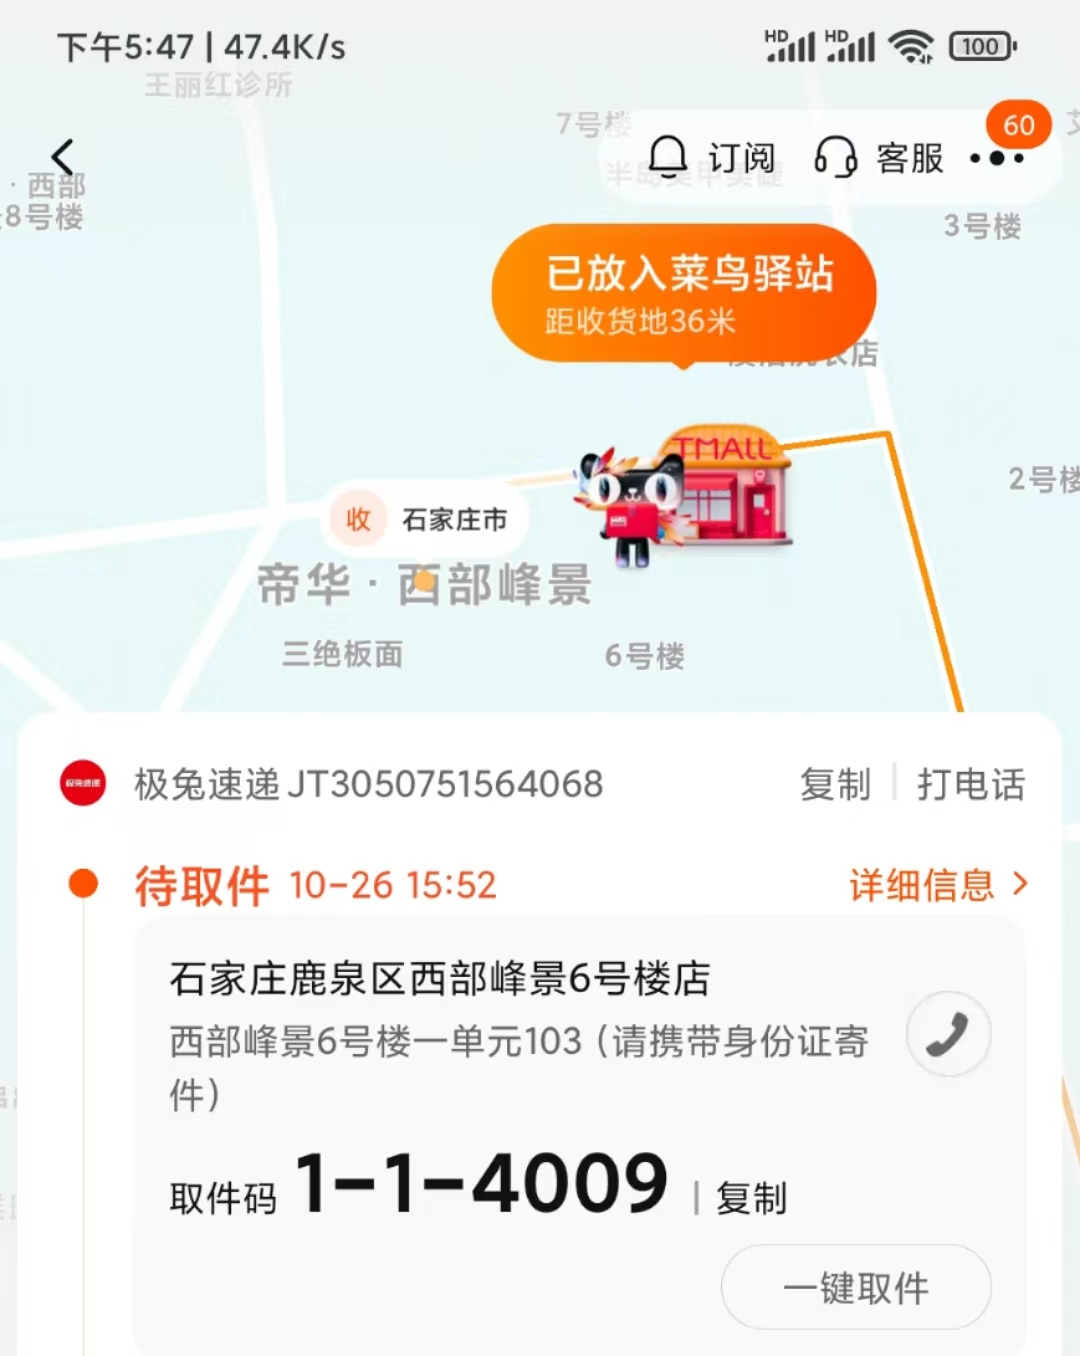 下午5:47 | 47.4K/s
HD HD 100
王丽红诊所
7号楼
60
订阅 客服
· 西部
8号楼
3号楼
已放入菜鸟驿站
距收货地36米
衣店
TMALL
2号楼
收 石家庄市
帝华 · 西部峰景
三绝板面
6号楼
极兔速递
极兔速递 JT3050751564068 复制 打电话
待取件 10-26 15:52 详细信息
石家庄鹿泉区西部峰景6号楼店
西部峰景6号楼一单元103（请携带身份证寄
件）
取件码 1-1-4009 | 复制
一键取件